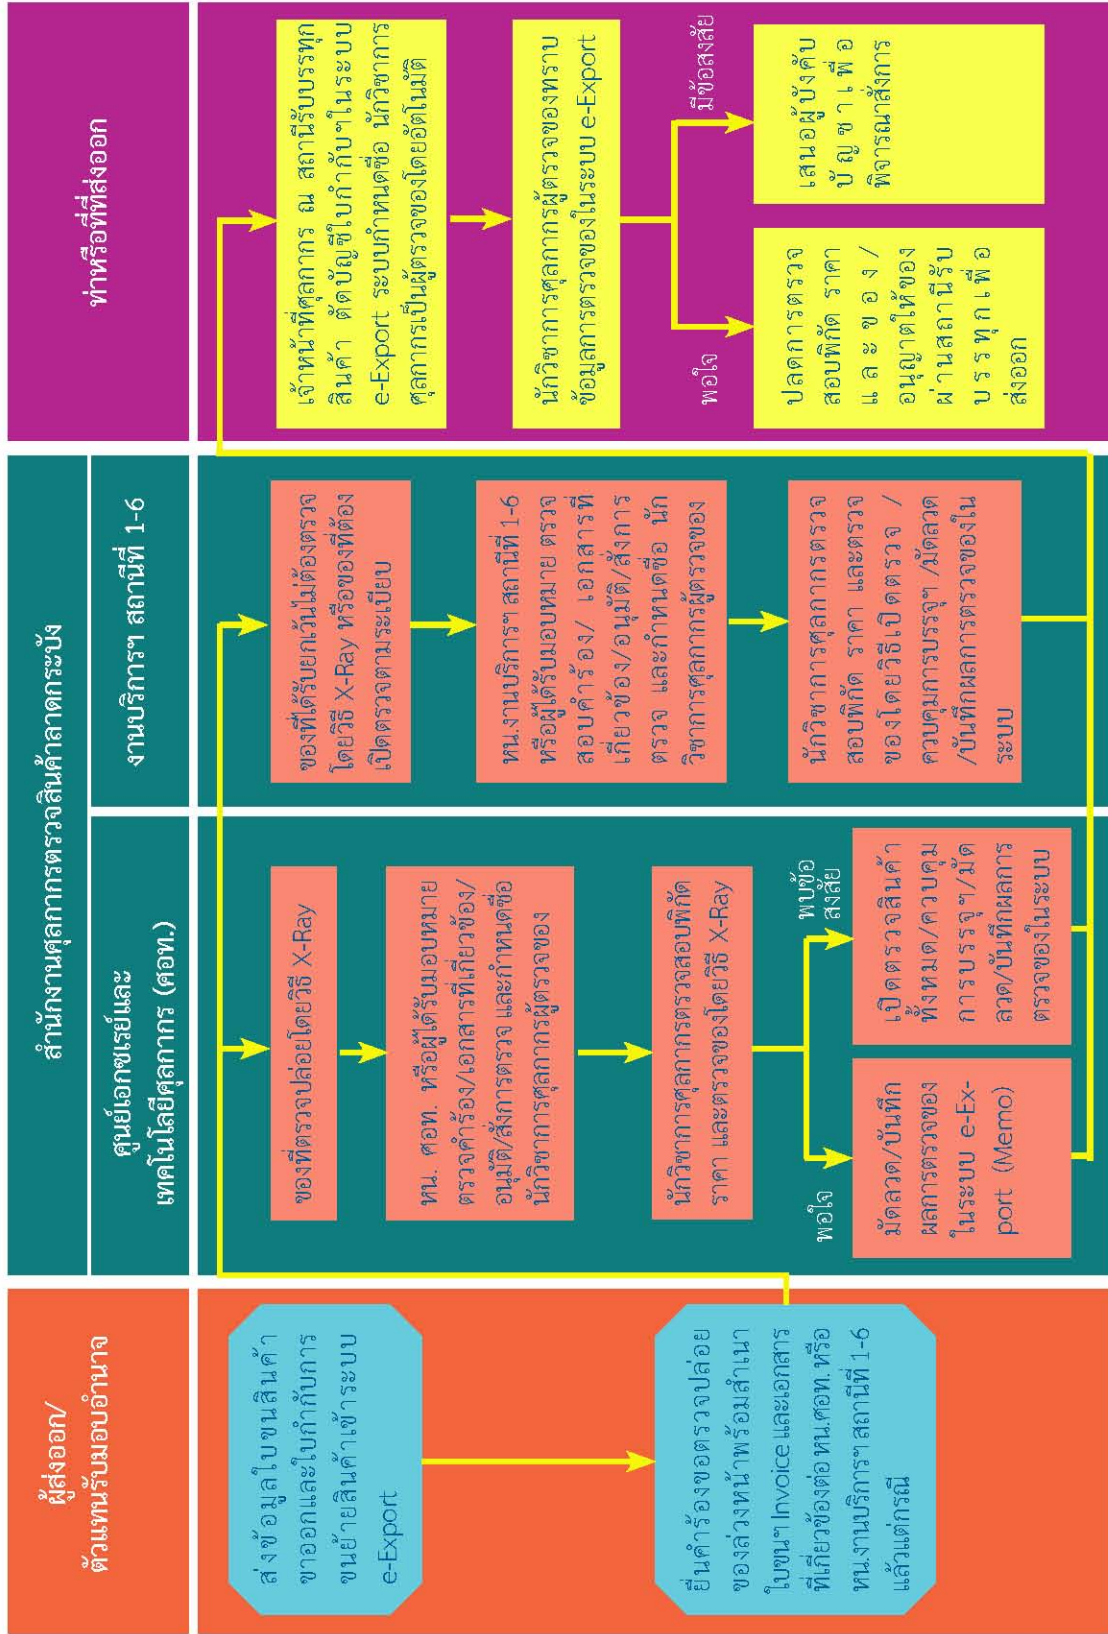 ผู้ส่งออก/
ตัวแทนรับมอบอำนาจ
ส่งข้อมูลใบขนสินค้า
ขาออกและใบกำกับการ
ขนย้ายสินค้าเข้าระบบ
e-Export
ยื่นคำร้องขอตรวจปล่อย
ของล่วงหน้าพร้อมสำเนา
ใบขนฯ Invoice และเอกสาร
ที่เกี่ยวข้องต่อ หน.ศอท. หรือ
หน.งานบริการฯ สถานีที่ 1-6
แล้วแต่กรณี
สำนักงานศุลกากรตรวจสินค้าลาดกระบัง
ศูนย์เอกซเรย์และ
เทคโนโลยีศุลกากร (ศอท.)
ของที่ตรวจปล่อยโดยวิธี X-Ray
หน. ศอท. หรือผู้ได้รับมอบหมาย
ตรวจคำร้อง/เอกสารที่เกี่ยวข้อง/
อนุมัติ/สั่งการตรวจ และกำหนดชื่อ
นักวิชาการศุลกากรผู้ตรวจของ
นักวิชาการศุลกากรตรวจสอบพิกัด
ราคา และตรวจของโดยวิธี X-Ray
พอใจ
มัดลวด/บันทึก
ผลการตรวจของ
ในระบบ e-Ex-
port (Memo)
พบข้อ
สงสัย
เปิดตรวจสินค้า
ทั้งหมด/ควบคุม
การบรรจุฯ/มัด
ลวด/บันทึกผลการ
ตรวจของในระบบ
งานบริการฯ สถานีที่ 1-6
ของที่ได้รับยกเว้นไม่ต้องตรวจ
โดยวิธี X-Ray หรือของที่ต้อง
เปิดตรวจตามระเบียบ
หน.งานบริการฯ สถานีที่ 1-6
หรือผู้ได้รับมอบหมาย ตรวจ
สอบคำร้อง/ เอกสารที่
เกี่ยวข้อง/อนุมัติ/สั่งการ
ตรวจ และกำหนดชื่อ นัก
วิชาการศุลกากรผู้ตรวจของ
นักวิชาการศุลกากรตรวจ
สอบพิกัด ราคา และตรวจ
ของโดยวิธีเปิดตรวจ /
ควบคุมการบรรจุฯ /มัดลวด
/บันทึกผลการตรวจของใน
ระบบ
ท่าหรือที่ที่ส่งออก
เจ้าหน้าที่ศุลกากร ณ สถานีรับบรรทุก
สินค้า ตัดบัญชีใบกำกับฯในระบบ
e-Export ระบบกำหนดชื่อ นักวิชาการ
ศุลกากรเป็นผู้ตรวจของโดยอัตโนมัติ
นักวิชาการศุลกากรผู้ตรวจของทราบ
ข้อมูลการตรวจของในระบบ e-Export
พอใจ
ปลดการตรวจ
สอบพิกัด ราคา
และของ/
อนุญาตให้ของ
ผ่านสถานีรับ
บรรทุกเพื่อ
ส่งออก
มีข้อสงสัย
เสนอผู้บังคับ
บัญชาเพื่อ
พิจารณาสั่งการ